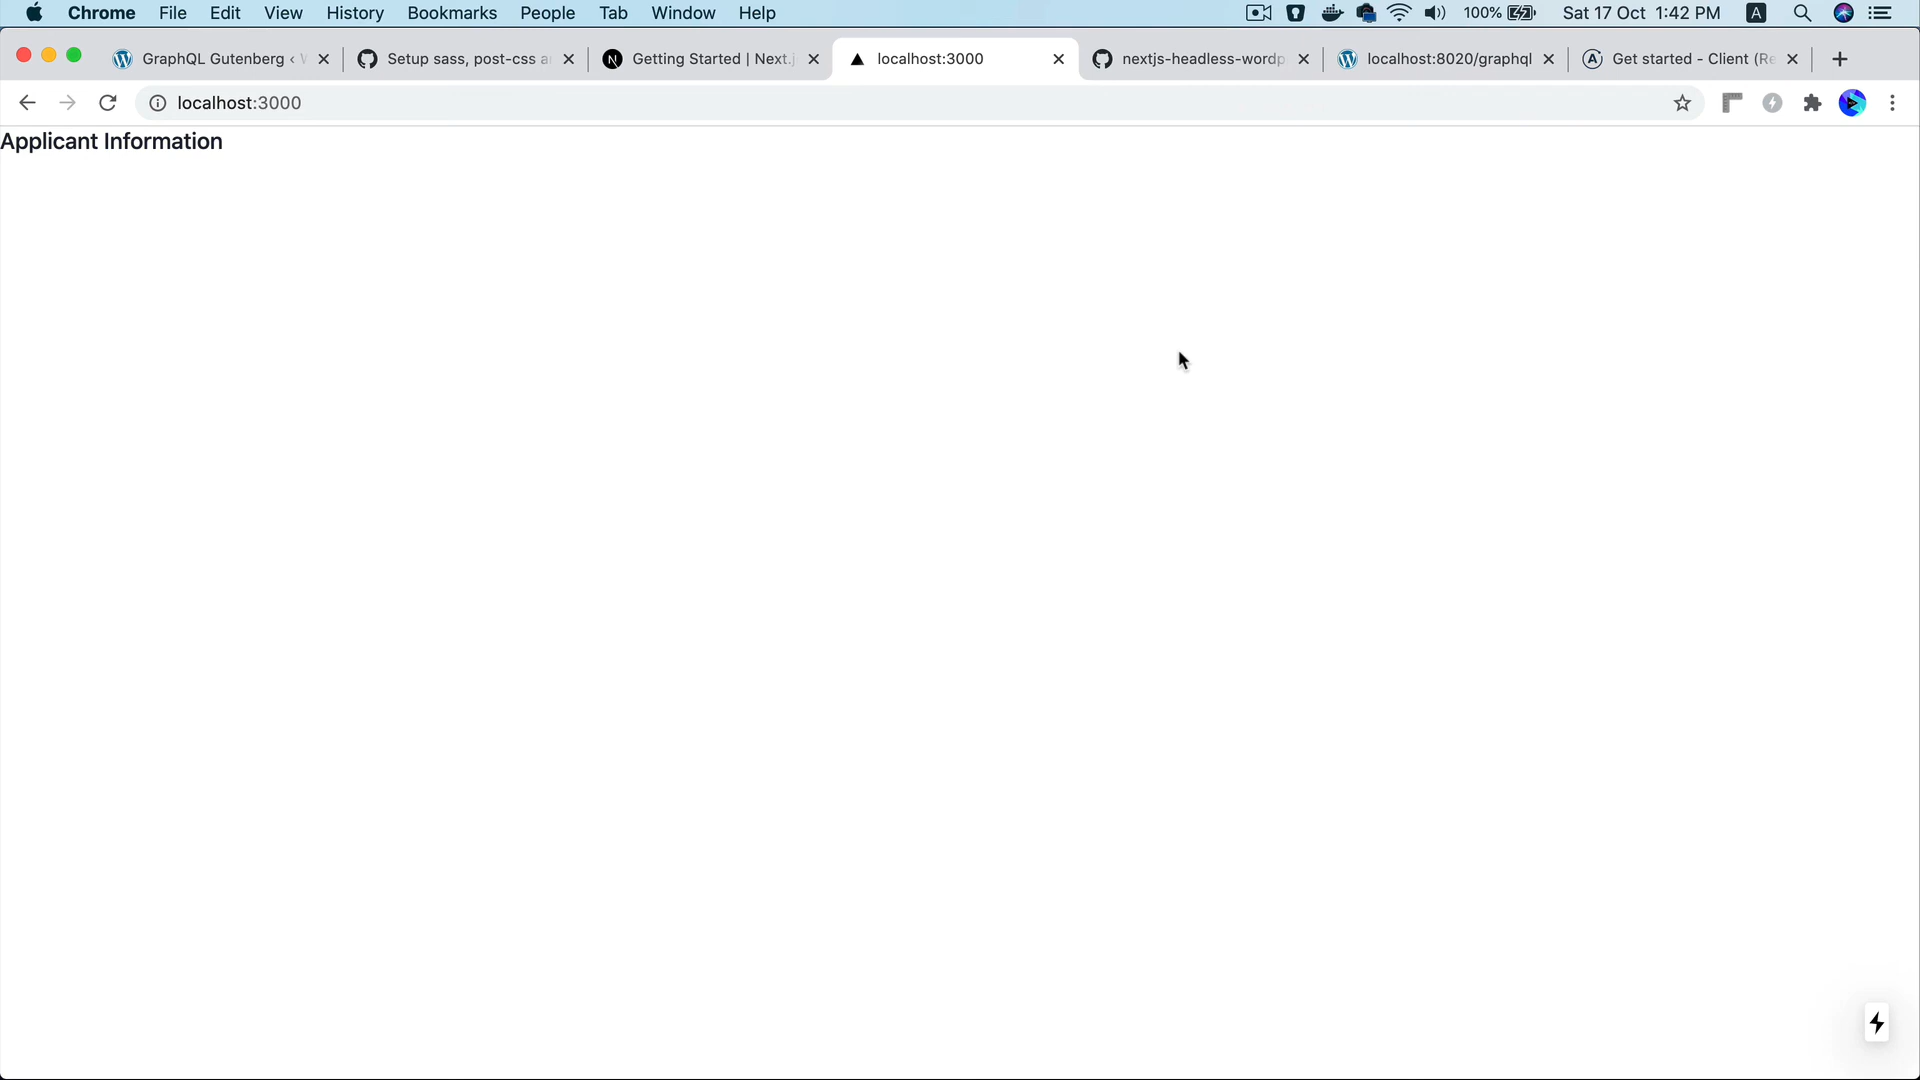 Chrome File Edit View History Bookmarks People Tab Window Help 100% Sat 17 Oct 1:42 PM A
GraphQL Gutenberg ‹ Setup sass, post-css a Getting Started | Next.j localhost:3000 nextjs-headless-wordp localhost:8020/graphql Get started - Client (Re
localhost:3000
Applicant Information